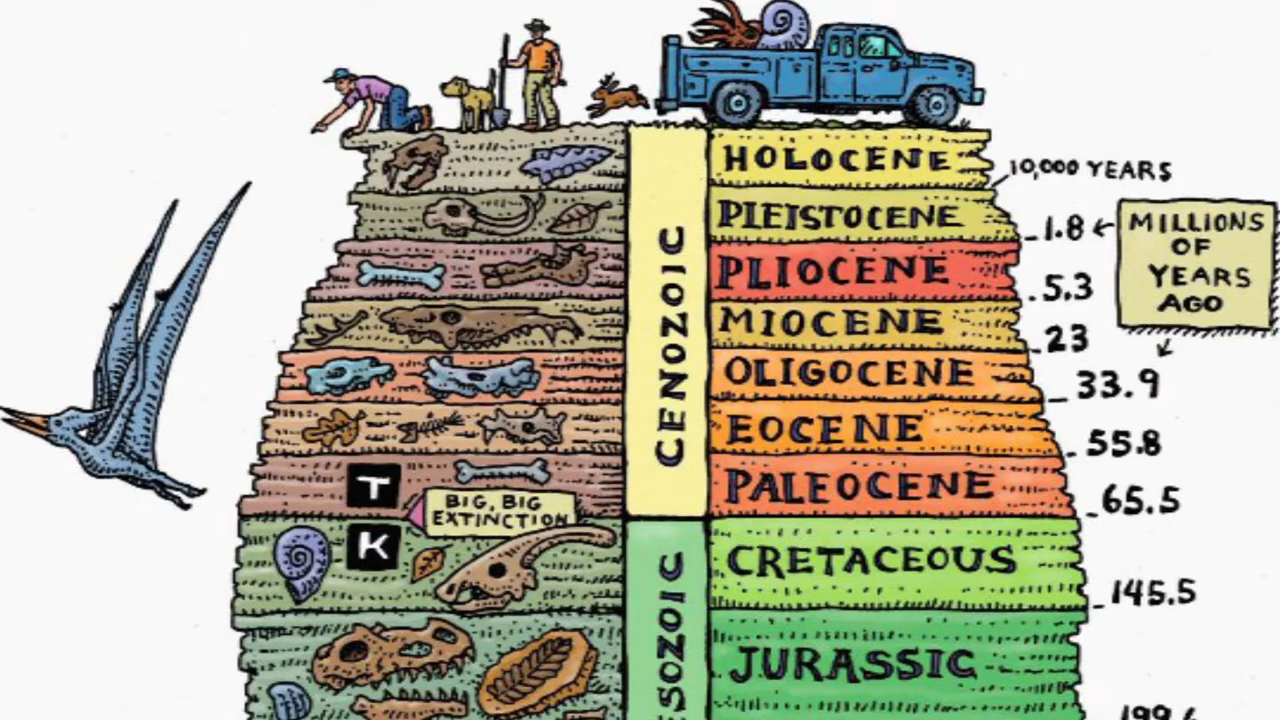 HOLOCENE
10,000 YEARS
PLEISTOCENE
1.8
MILLIONS
OF
YEARS
AGO
PLIOCENE
5.3
MIOCENE
23
OLIGOCENE
33.9
EOCENE
55.8
PALEOCENE
65.5
CENOZOIC
T
BIG, BIG
EXTINCTION
K
CRETACEOUS
145.5
JURASSIC
SOZOIC